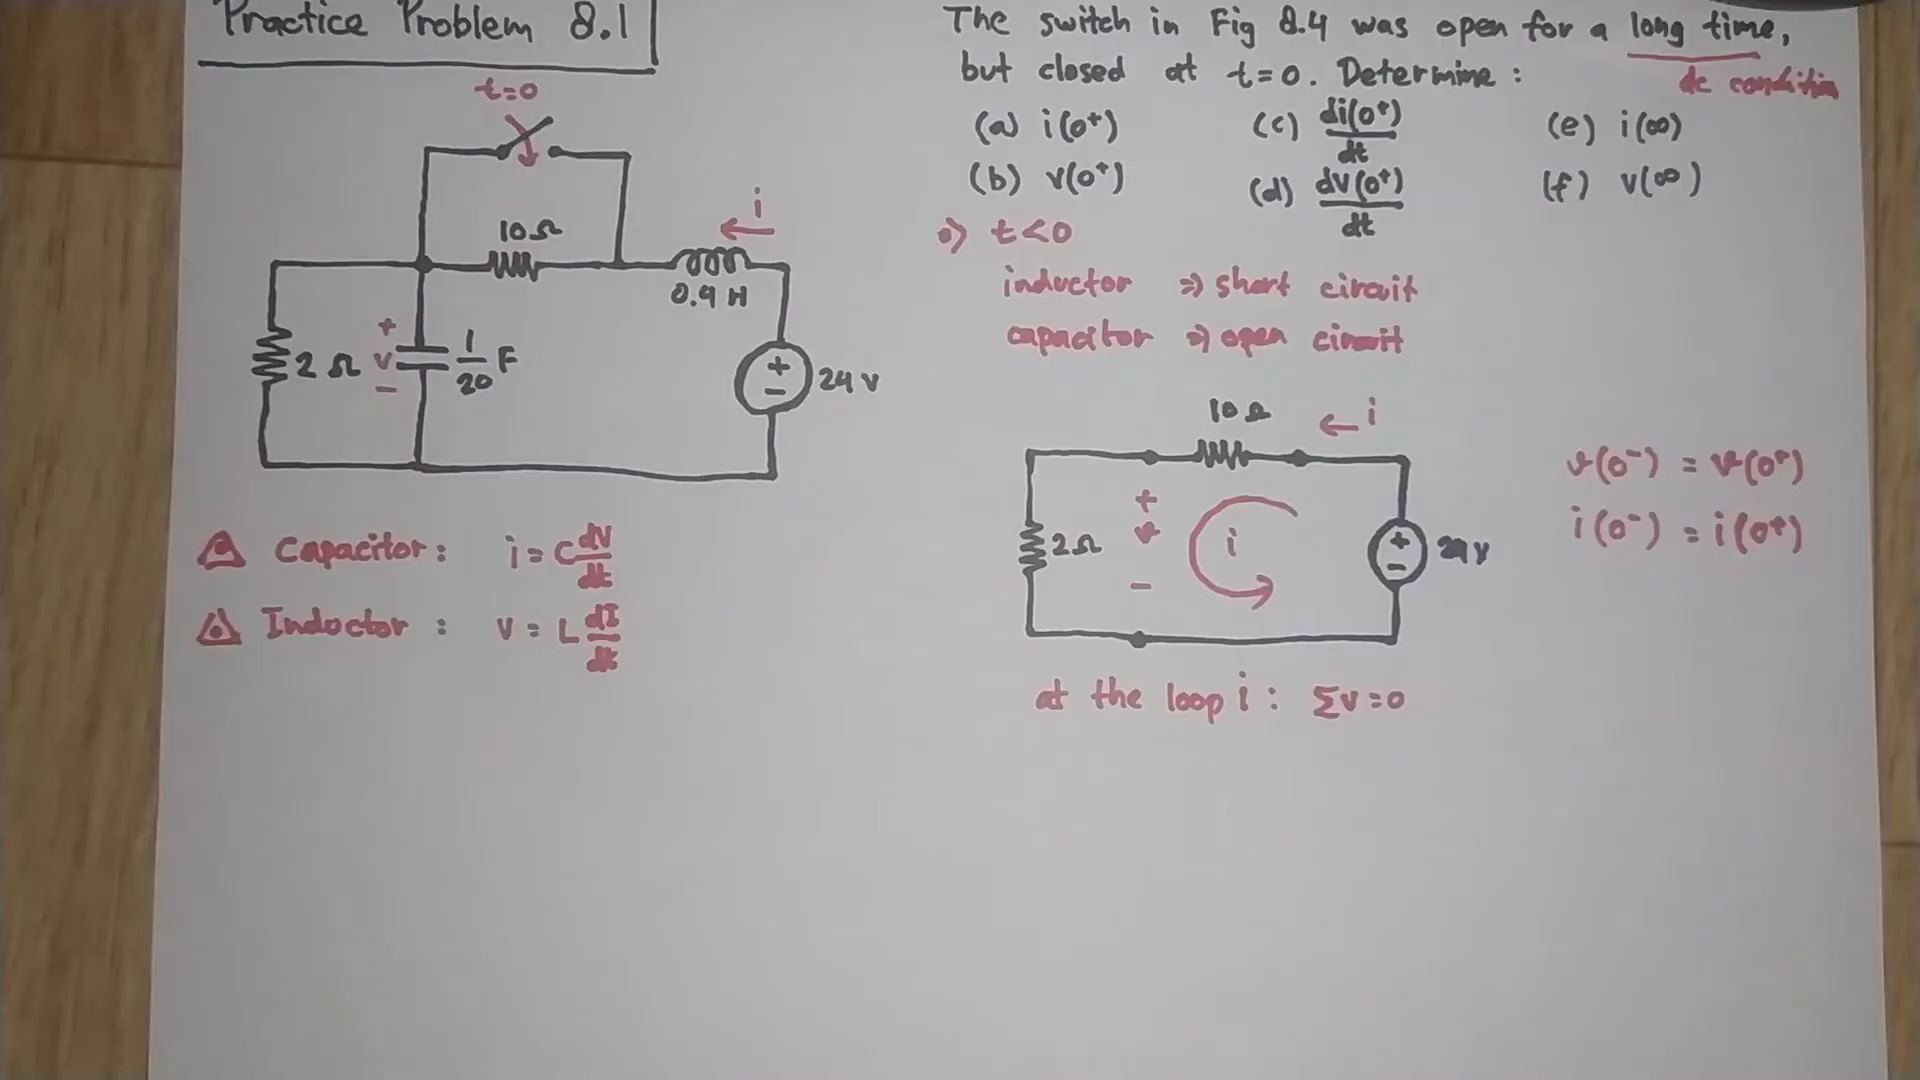 Practice Problem 8.1
The switch in Fig 8.4 was open for a long time,
but closed at t=0. Determine :
dc condition
(a) i(0⁺)
(c) di(0⁺)/dt
(e) i(∞)
(b) v(0⁺)
(d) dv(0⁺)/dt
(f) v(∞)
t=0
10Ω
i
0.4 H
2 Ω
+
v
−
1/20 F
+
−
24 V
Capacitor : i = C dV/dt
Inductor : V = L dI/dt
t<0
inductor ⇒ short circuit
capacitor ⇒ open circuit
10 Ω
← i
2Ω
+
v
−
i
+
−
24 V
v(0⁻) = v(0⁺)
i(0⁻) = i(0⁺)
at the loop i : Σv=0